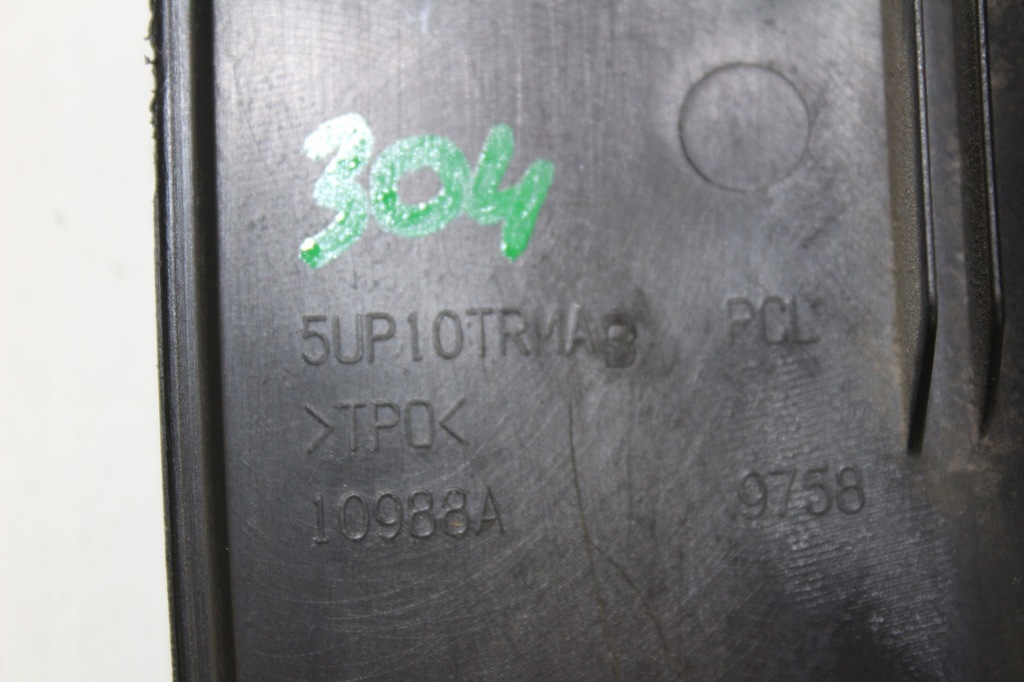 304
5UP10TRMAB PCL
>TPO<
10988A 9758